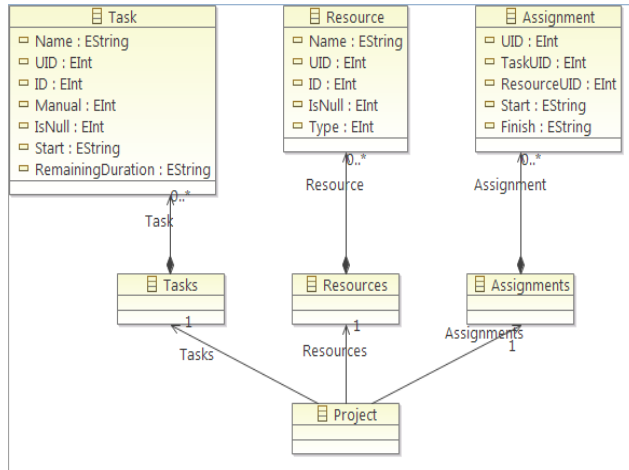 Task
Name : EString
UID : EInt
ID : EInt
Manual : EInt
IsNull : EInt
Start : EString
RemainingDuration : EString
Resource
Name : EString
UID : EInt
ID : EInt
IsNull : EInt
Type : EInt
Assignment
UID : EInt
TaskUID : EInt
ResourceUID : EInt
Start : EString
Finish : EString
0..*
Task
0..*
Resource
0..*
Assignment
Tasks
Resources
Assignments
1
Tasks
1
Resources
Assignments
1
Project